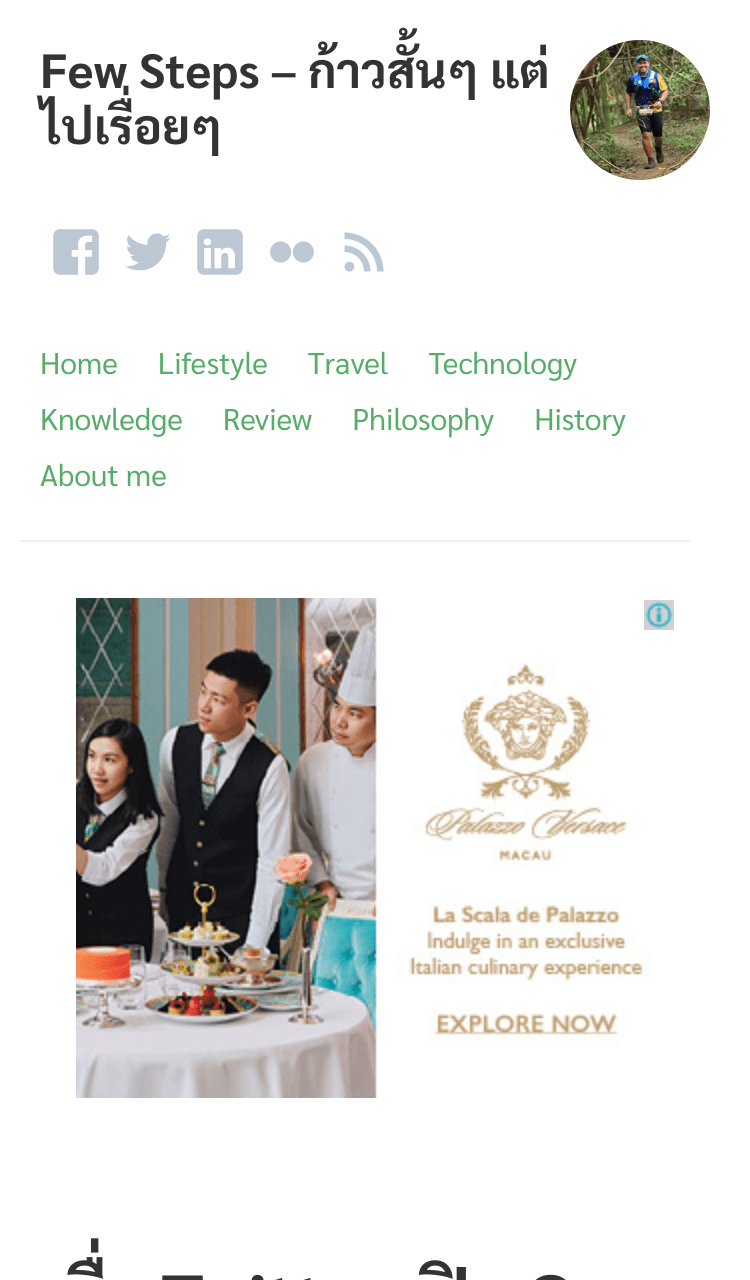 Few Steps – ก้าวสั้นๆ แต่
ไปเรื่อยๆ
Home Lifestyle Travel Technology
Knowledge Review Philosophy History
About me
Palazzo Versace
MACAU
La Scala de Palazzo
Indulge in an exclusive
Italian culinary experience
EXPLORE NOW